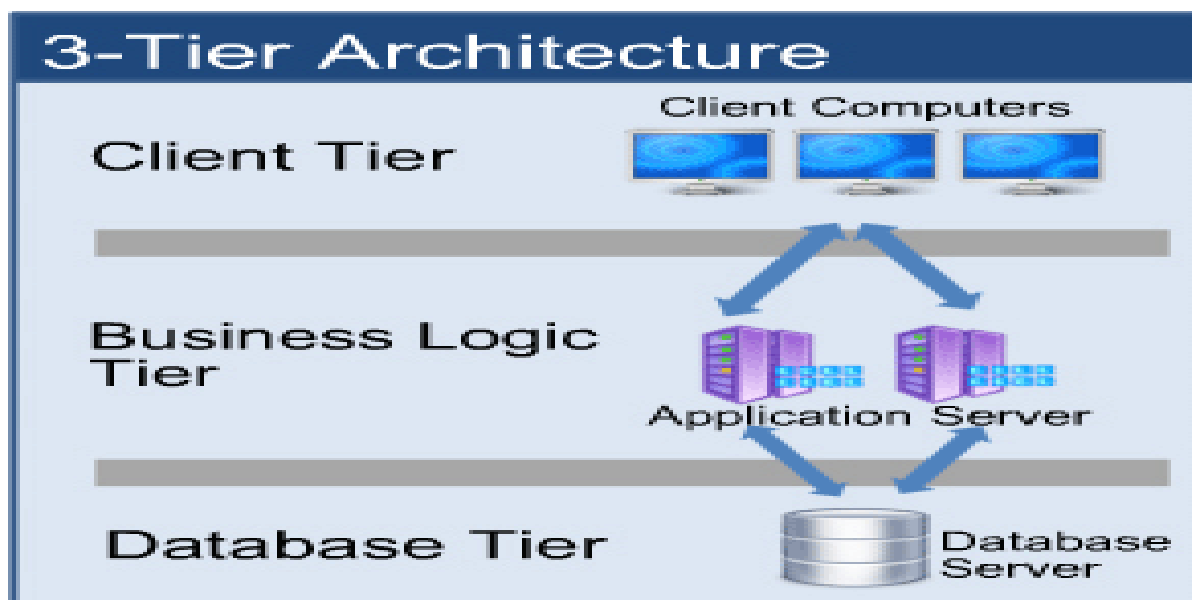 3-Tier Architecture
Client Computers
Client Tier
Business Logic
Tier
Application Server
Database Tier
Database
Server